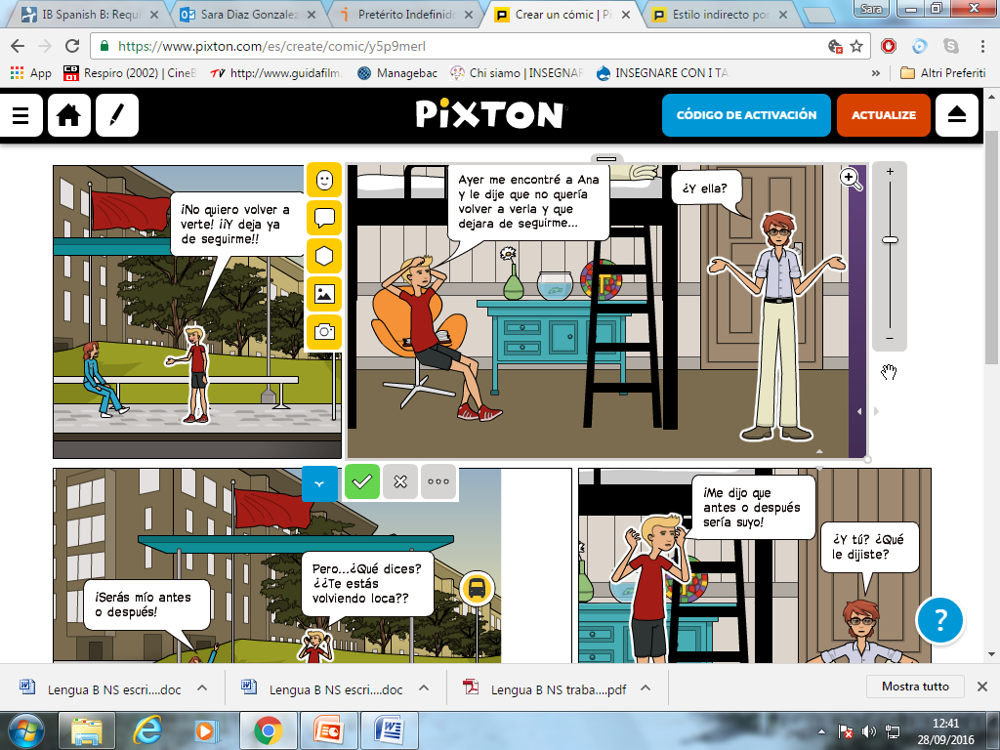 IB Spanish B: Requi
Sara Diaz Gonzalez
Pretérito Indefinido
Crear un cómic | Pi
Estilo indirecto por
Sara
https://www.pixton.com/es/create/comic/y5p9merl
App
Respiro (2002) | CineB
http://www.guidafilm
Managebac
Chi siamo | INSEGNAR
INSEGNARE CON I TA
»
Altri Preferiti
PIXTON
CÓDIGO DE ACTIVACIÓN
ACTUALIZE
¡No quiero volver a
verte! ¡¡Y deja ya
de seguirme!!
Ayer me encontré a Ana
y le dije que no quería
volver a verla y que
dejara de seguirme...
¿Y ella?
¡Serás mío antes
o después!
Pero...¿Qué dices?
¿¿Te estás
volviendo loca??
¡Me dijo que
antes o después
sería suyo!
¿Y tú? ¿Qué
le dijiste?
?
Lengua B NS escri....doc
Lengua B NS escri....doc
Lengua B NS traba....pdf
Mostra tutto
12:41
28/09/2016